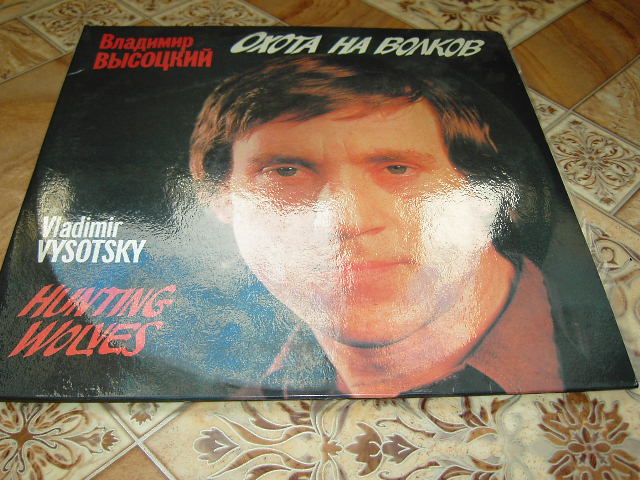 Владимир
ВЫСОЦКИЙ
ОХОТА НА ВОЛКОВ
Vladimir
VYSOTSKY
HUNTING
WOLVES